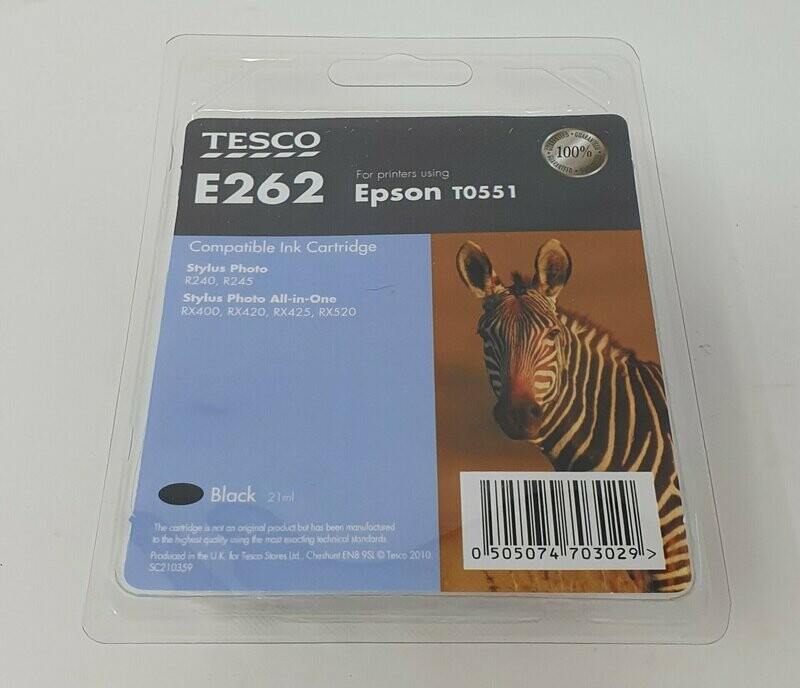 TESCO
E262
For printers using
Epson T0551
GUARANTEED • GUARANTEED
100%
Compatible Ink Cartridge
Stylus Photo
R240, R245
Stylus Photo All-in-One
RX400, RX420, RX425, RX520
Black 21ml
The cartridge is not an original product but has been manufactured
to the highest quality using the most exacting technical standards.
Produced in the U.K. for Tesco Stores Ltd., Cheshunt EN8 9SL © Tesco 2010.
SC210359
0 505074 703029 >